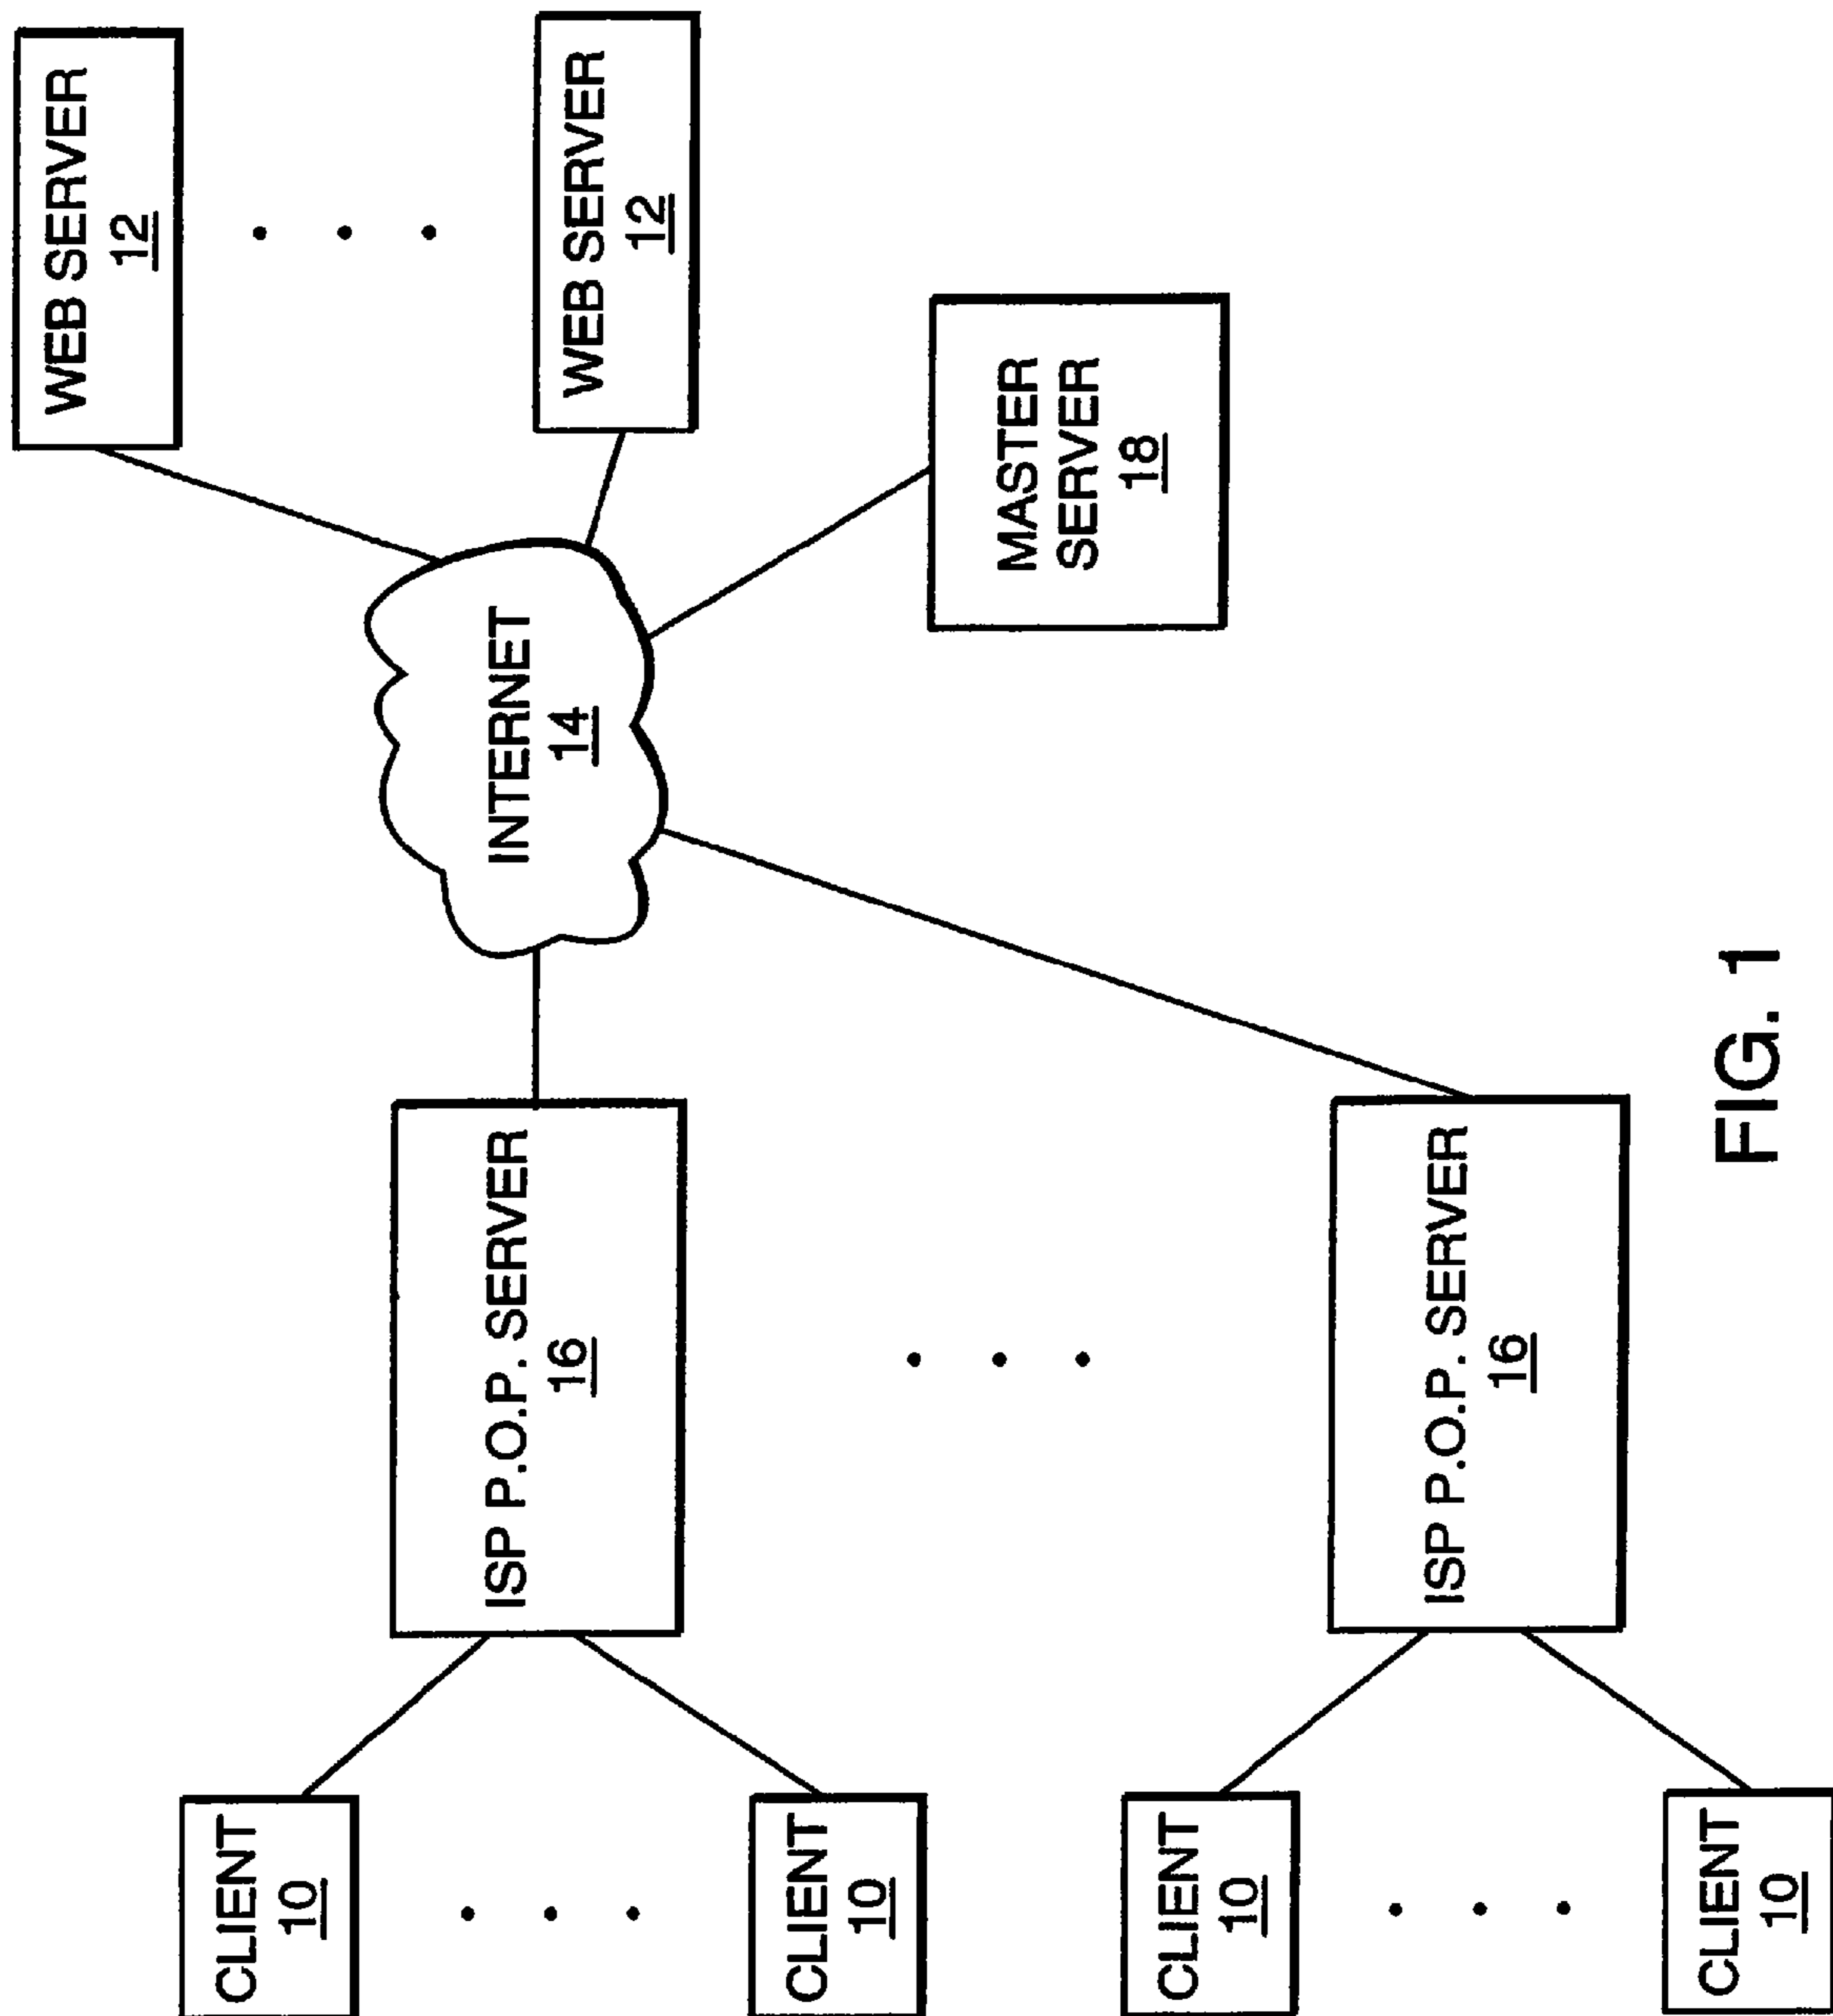 CLIENT
10
CLIENT
10
CLIENT
10
CLIENT
10
ISP P.O.P. SERVER
16
ISP P.O.P. SERVER
16
INTERNET
14
WEB SERVER
12
WEB SERVER
12
MASTER
SERVER
18
FIG. 1